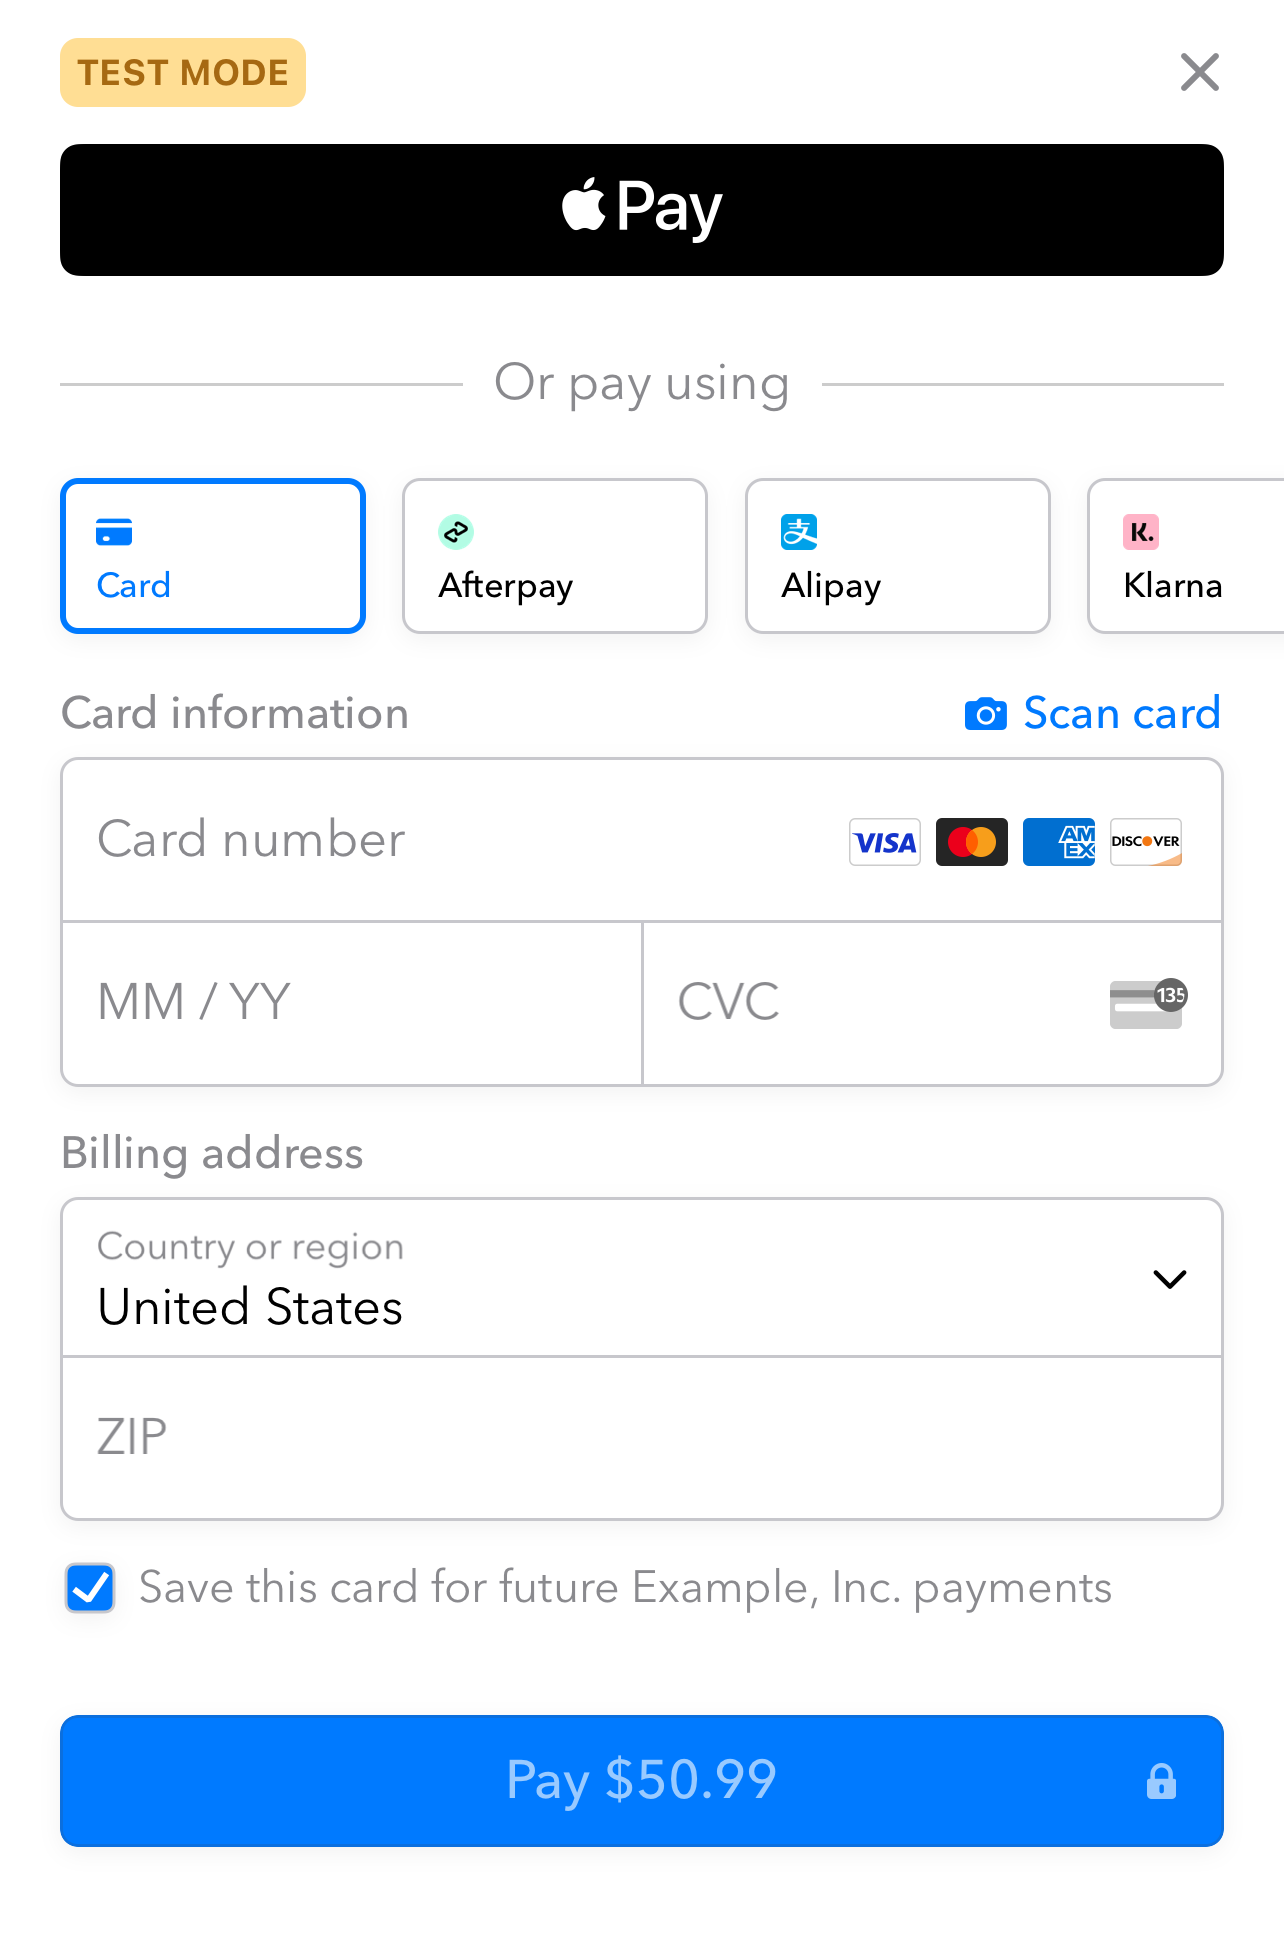 TEST MODE
Pay
Or pay using
Card
Afterpay
支
Alipay
K.
Klarna
Card information
Scan card
Card number
VISA
AM
EX
DISCOVER
MM / YY
CVC
135
Billing address
Country or region
United States
ZIP
Save this card for future Example, Inc. payments
Pay $50.99